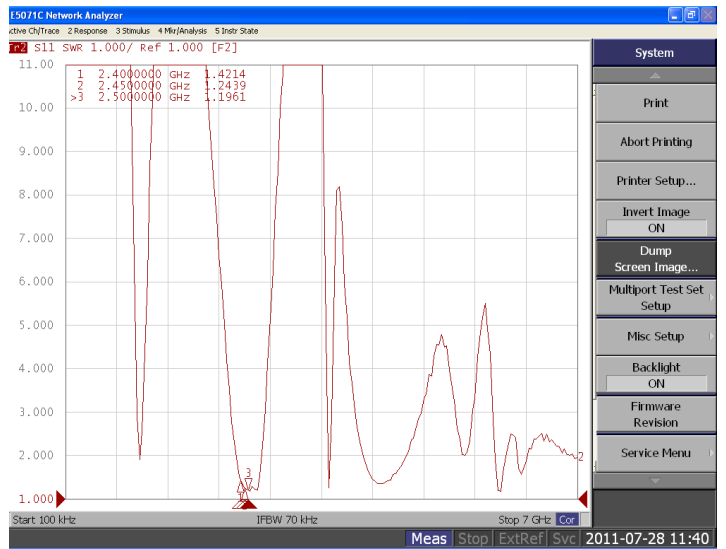 E5071C Network Analyzer
ctive Ch/Trace 2 Response 3 Stimulus 4 Mkr/Analysis 5 Instr State
Tr2 S11 SWR 1.000/ Ref 1.000 [F2]
11.00
10.00
9.000
8.000
7.000
6.000
5.000
4.000
3.000
2.000
1.000
1 2.4000000 GHz 1.4214
2 2.4500000 GHz 1.2439
>3 2.5000000 GHz 1.1961
3
2
Start 100 kHz
IFBW 70 kHz
Stop 7 GHz Cor
System
Print
Abort Printing
Printer Setup...
Invert Image
ON
Dump
Screen Image...
Multiport Test Set
Setup
Misc Setup
Backlight
ON
Firmware
Revision
Service Menu
Meas Stop ExtRef Svc 2011-07-28 11:40